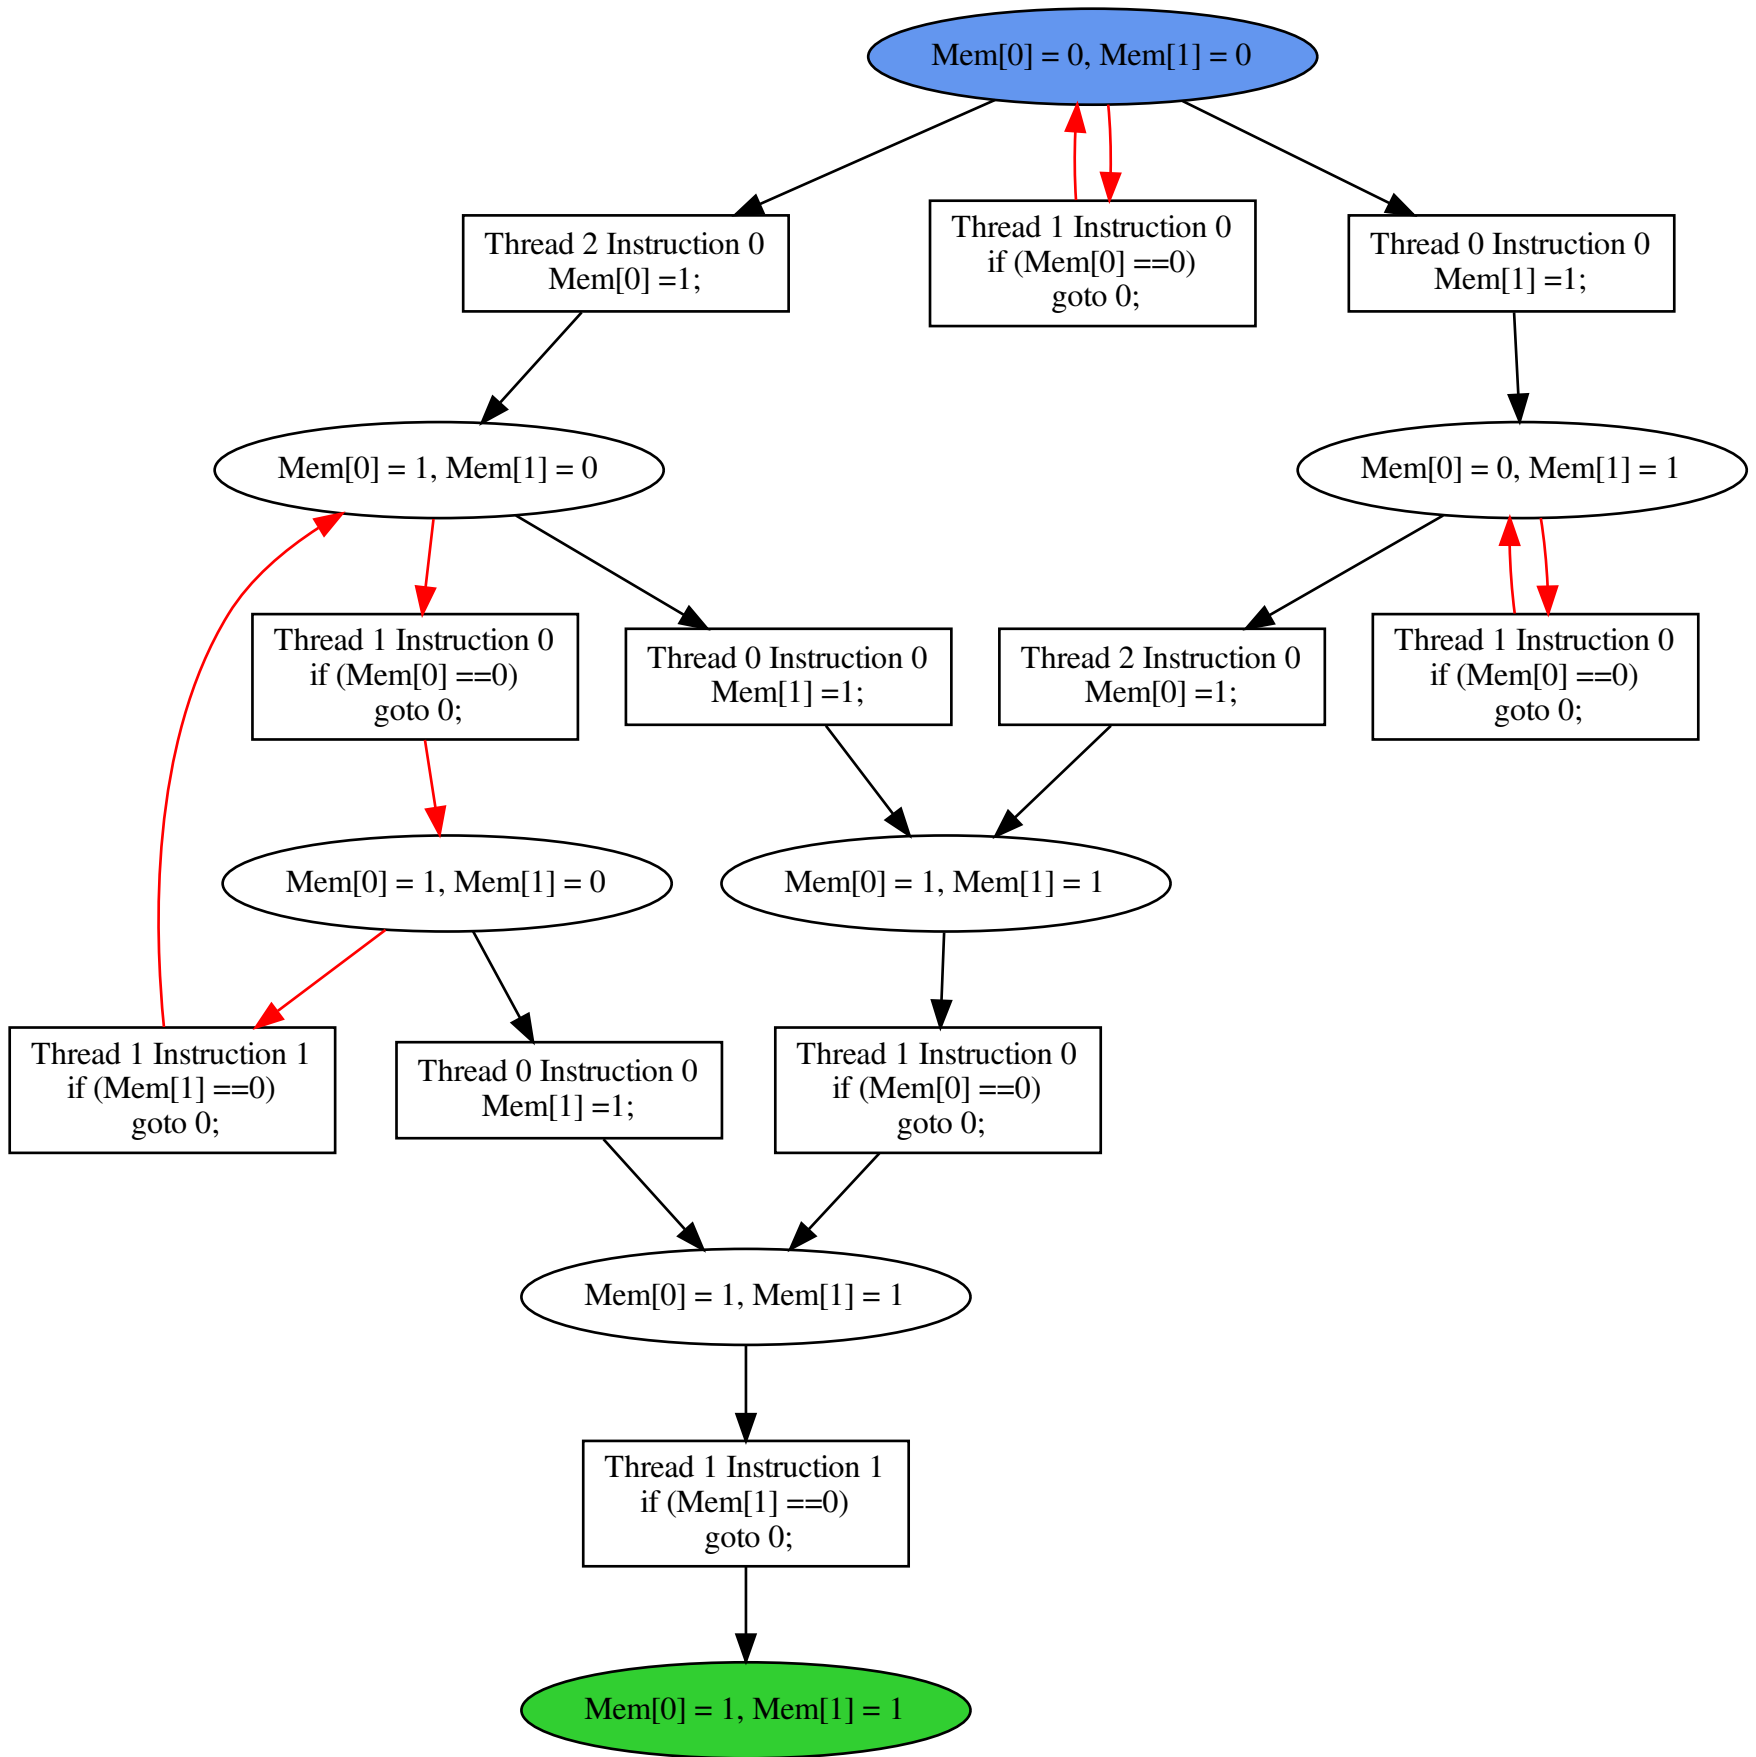 Mem[0] = 0, Mem[1] = 0
Thread 2 Instruction 0
Mem[0] =1;
Thread 1 Instruction 0
if (Mem[0] ==0)
goto 0;
Thread 0 Instruction 0
Mem[1] =1;
Mem[0] = 1, Mem[1] = 0
Mem[0] = 0, Mem[1] = 1
Thread 1 Instruction 0
if (Mem[0] ==0)
goto 0;
Thread 0 Instruction 0
Mem[1] =1;
Thread 2 Instruction 0
Mem[0] =1;
Thread 1 Instruction 0
if (Mem[0] ==0)
goto 0;
Mem[0] = 1, Mem[1] = 0
Mem[0] = 1, Mem[1] = 1
Thread 1 Instruction 1
if (Mem[1] ==0)
goto 0;
Thread 0 Instruction 0
Mem[1] =1;
Thread 1 Instruction 0
if (Mem[0] ==0)
goto 0;
Mem[0] = 1, Mem[1] = 1
Thread 1 Instruction 1
if (Mem[1] ==0)
goto 0;
Mem[0] = 1, Mem[1] = 1